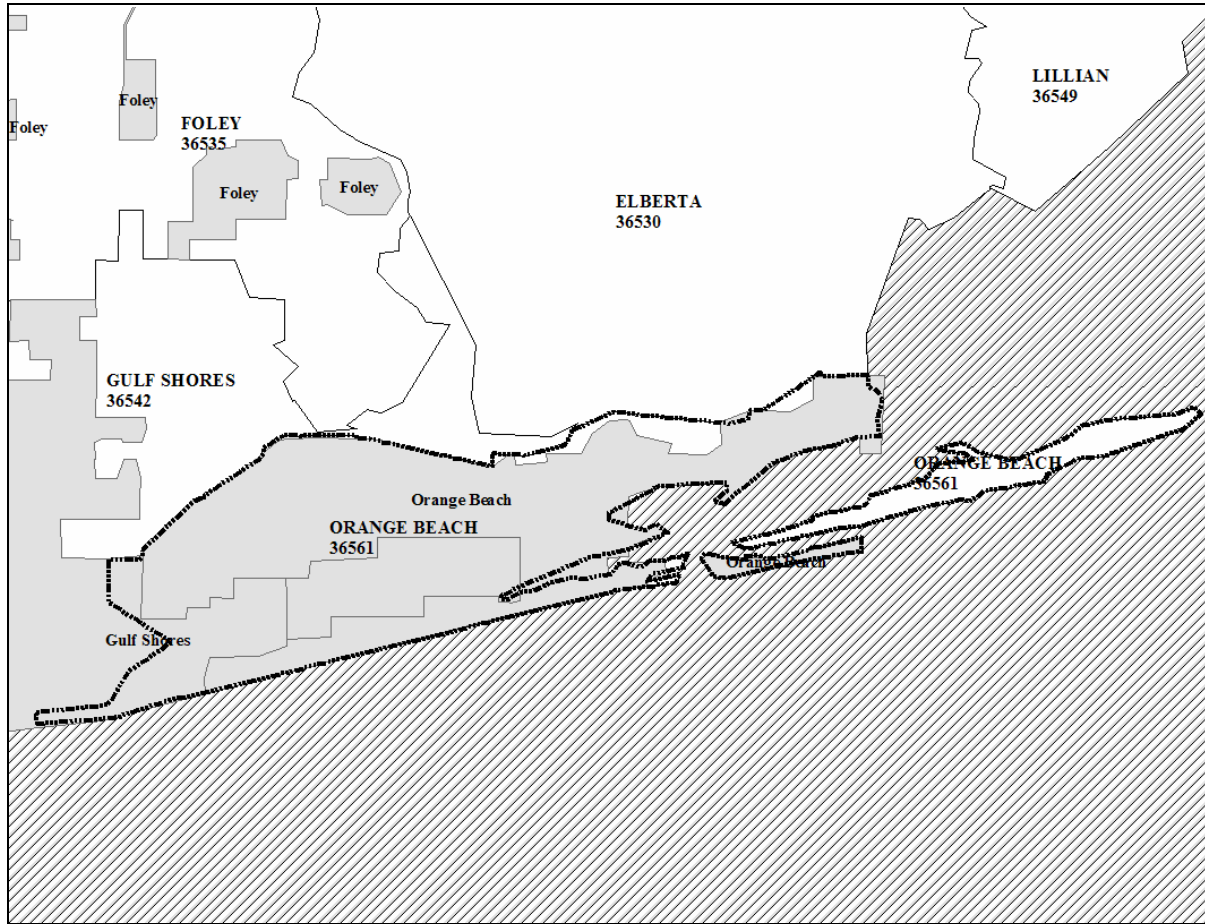 LILLIAN
36549
Foley
Foley
FOLEY
36535
Foley
Foley
ELBERTA
36530
GULF SHORES
36542
ORANGE BEACH
36561
Orange Beach
ORANGE BEACH
36561
Orange Beach
Gulf Shores